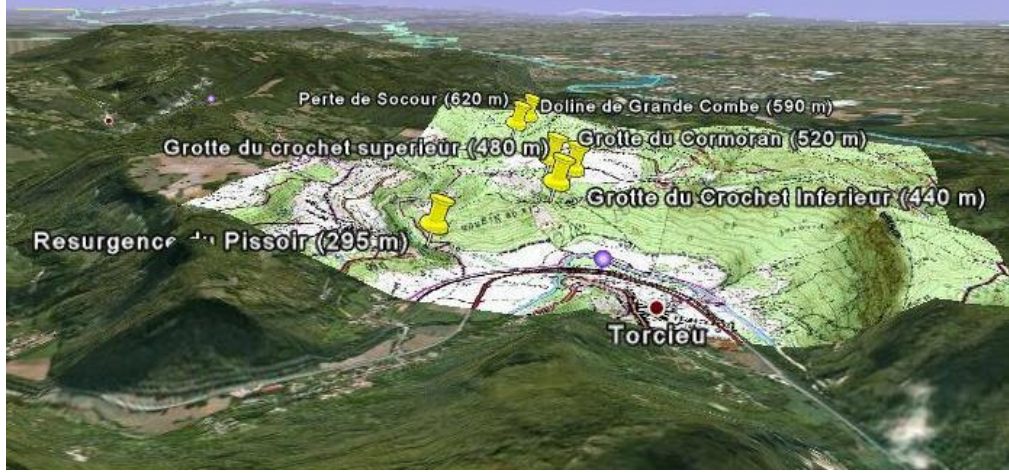 Perte de Socour (620 m)
Doline de Grande Combe (590 m)
Grotte du crochet superieur (480 m)
Grotte du Cormoran (520 m)
Grotte du Crochet Inferieur (440 m)
Resurgence du Pissoir (295 m)
Torcieu